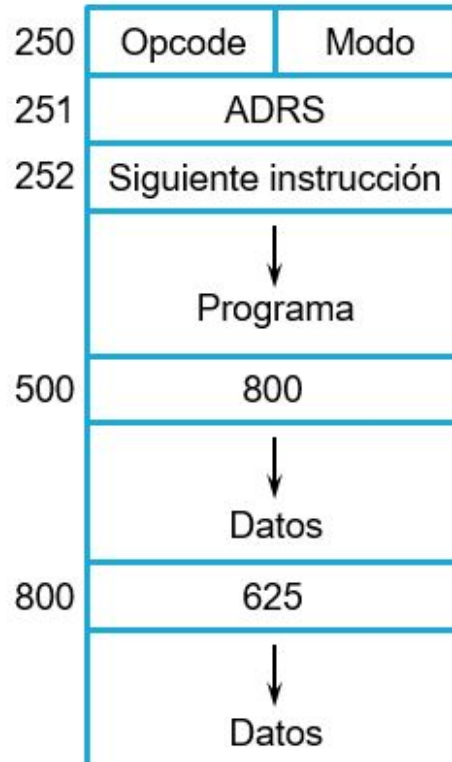 250 Opcode Modo
251 ADRS
252 Siguiente instrucción
Programa
500 800
Datos
800 625
Datos